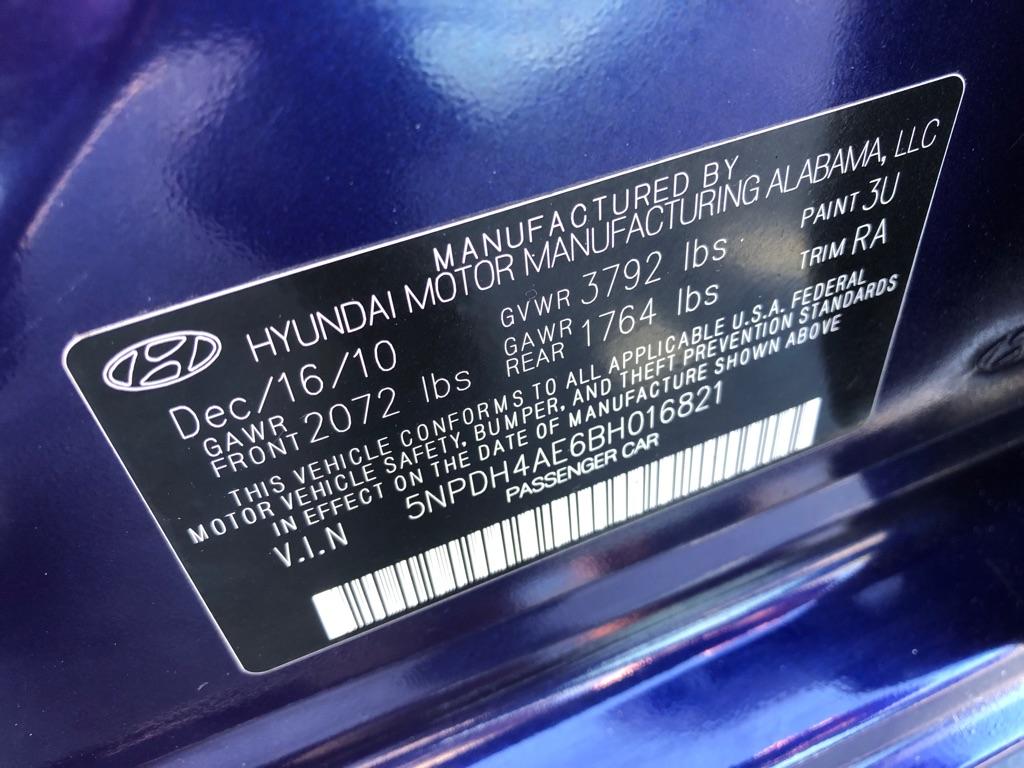 MANUFACTURED BY
HYUNDAI MOTOR MANUFACTURING ALABAMA, LLC
Dec/16/10 GVWR 3792 lbs PAINT 3U
GAWR FRONT 2072 lbs GAWR REAR 1764 lbs TRIM RA
THIS VEHICLE CONFORMS TO ALL APPLICABLE U.S.A. FEDERAL
MOTOR VEHICLE SAFETY, BUMPER, AND THEFT PREVENTION STANDARDS
IN EFFECT ON THE DATE OF MANUFACTURE SHOWN ABOVE
V.I.N 5NPDH4AE6BH016821
PASSENGER CAR